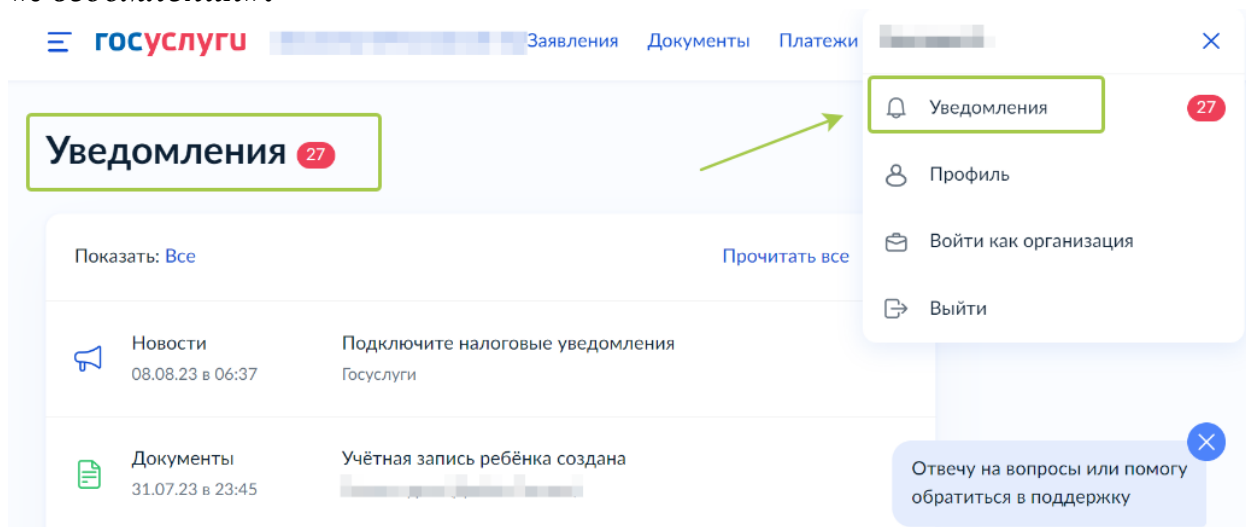 госуслуги Заявления Документы Платежи
Уведомления 27
Показать: Все Прочитать все
Новости Подключите налоговые уведомления
08.08.23 в 06:37 Госуслуги
Документы Учётная запись ребёнка создана
31.07.23 в 23:45
Уведомления 27
Профиль
Войти как организация
Выйти
Отвечу на вопросы или помогу
обратиться в поддержку